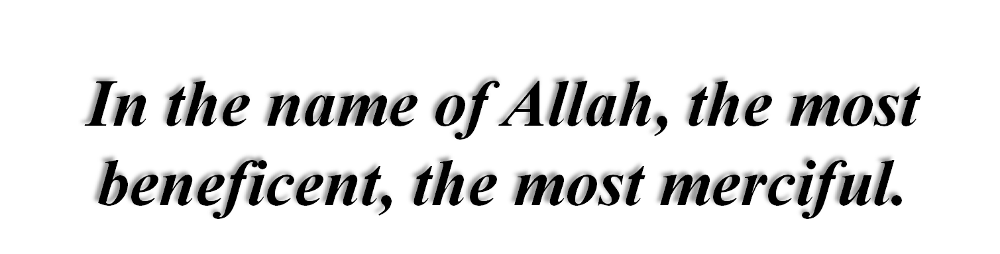 In the name of Allah, the most
beneficent, the most merciful.